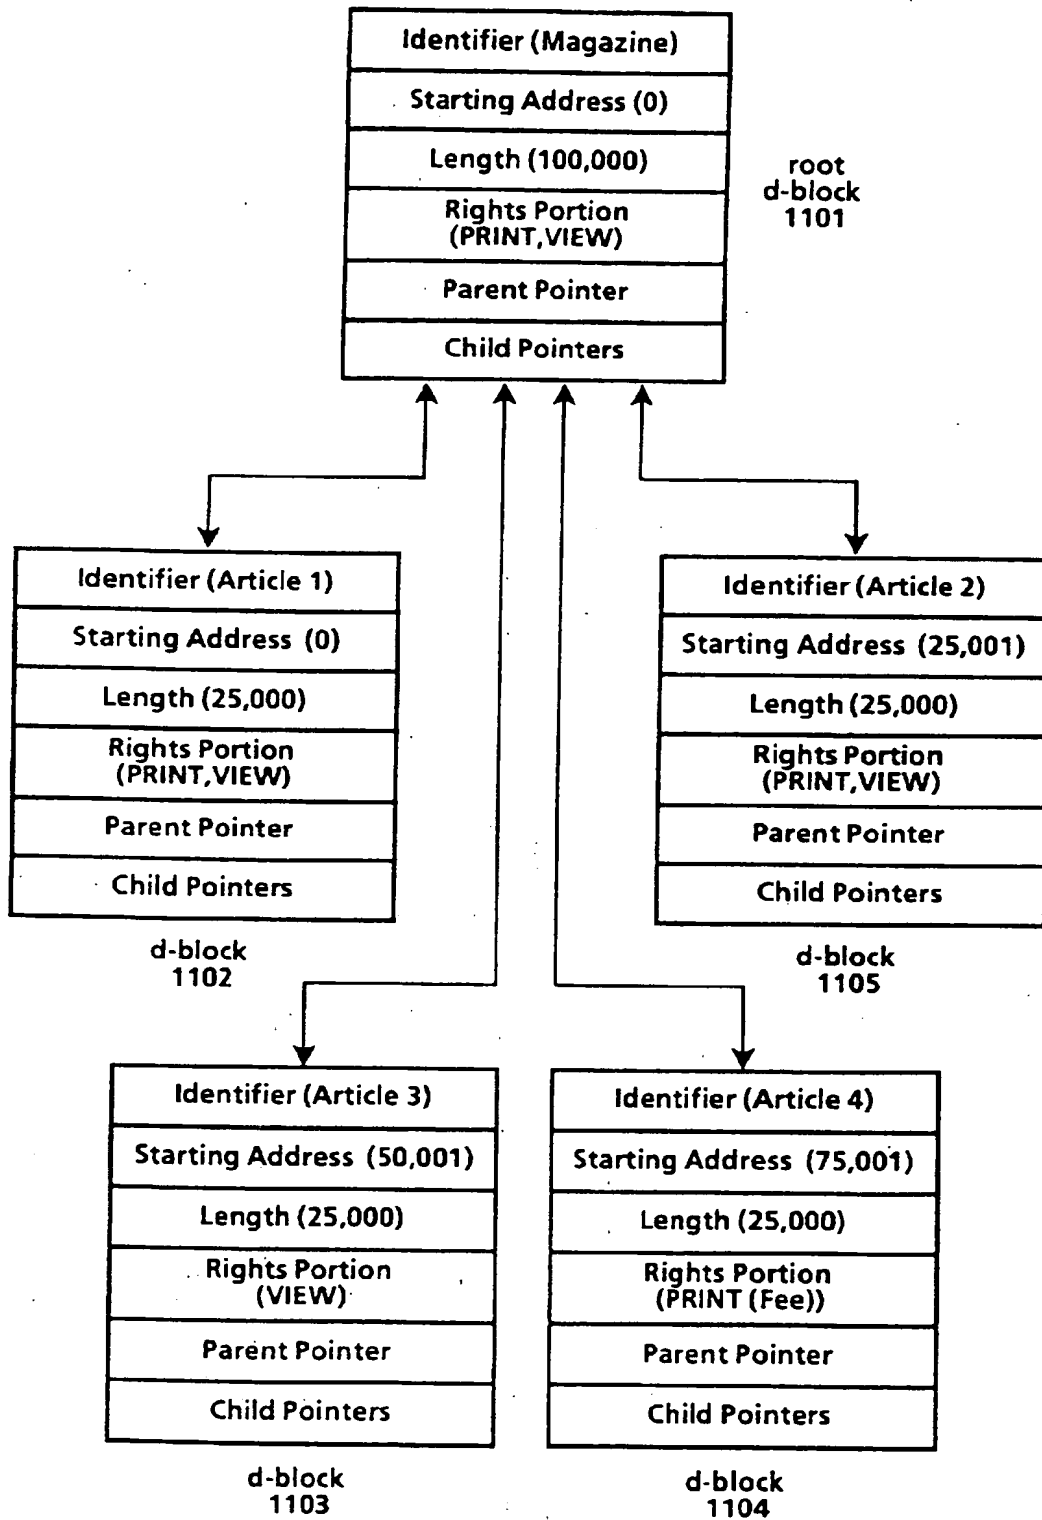 Identifier (Magazine)
Starting Address (0)
Length (100,000)
Rights Portion
(PRINT,VIEW)
Parent Pointer
Child Pointers
root
d-block
1101
Identifier (Article 1)
Starting Address (0)
Length (25,000)
Rights Portion
(PRINT,VIEW)
Parent Pointer
Child Pointers
d-block
1102
Identifier (Article 2)
Starting Address (25,001)
Length (25,000)
Rights Portion
(PRINT,VIEW)
Parent Pointer
Child Pointers
d-block
1105
Identifier (Article 3)
Starting Address (50,001)
Length (25,000)
Rights Portion
(VIEW)
Parent Pointer
Child Pointers
d-block
1103
Identifier (Article 4)
Starting Address (75,001)
Length (25,000)
Rights Portion
(PRINT (Fee))
Parent Pointer
Child Pointers
d-block
1104